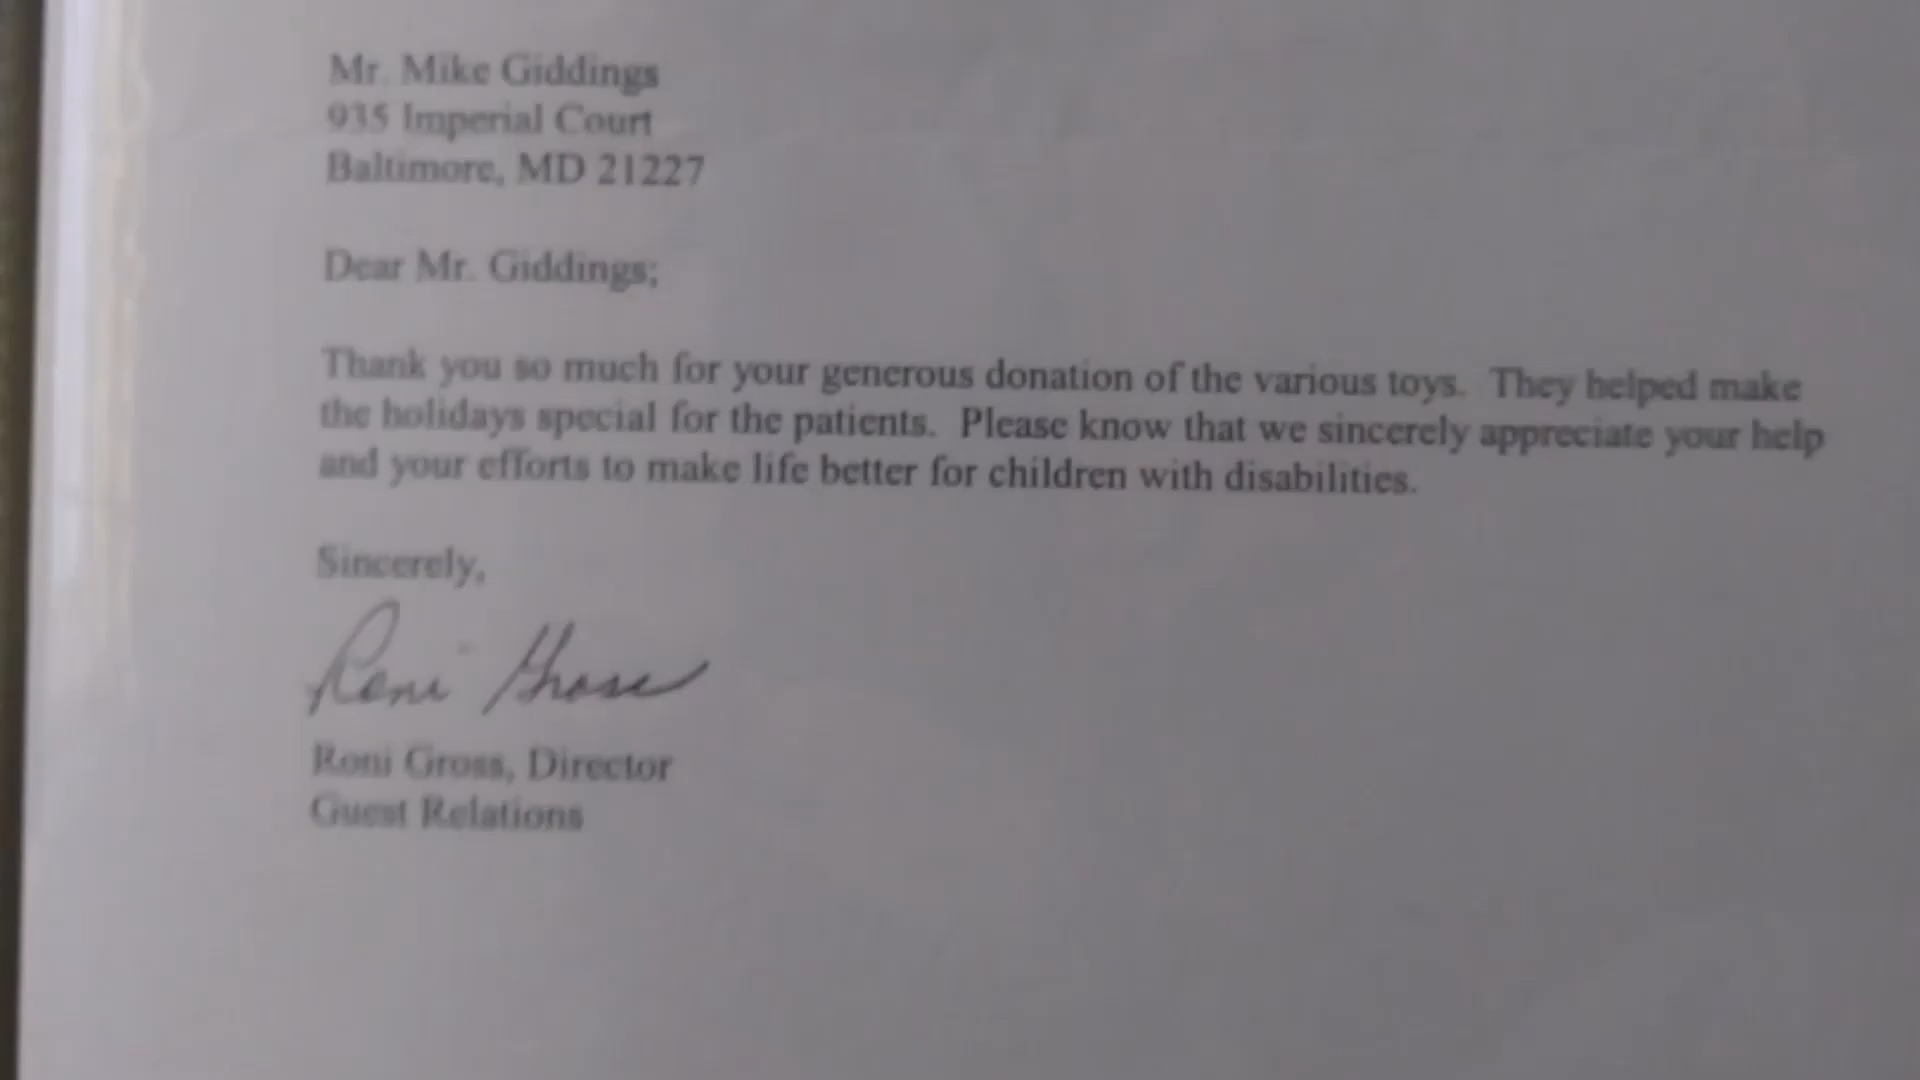 Mr. Mike Giddings
935 Imperial Court
Baltimore, MD 21227
Dear Mr. Giddings;
Thank you so much for your generous donation of the various toys. They helped make
the holidays special for the patients. Please know that we sincerely appreciate your help
and your efforts to make life better for children with disabilities.
Sincerely,
Roni Gross
Roni Gross, Director
Guest Relations